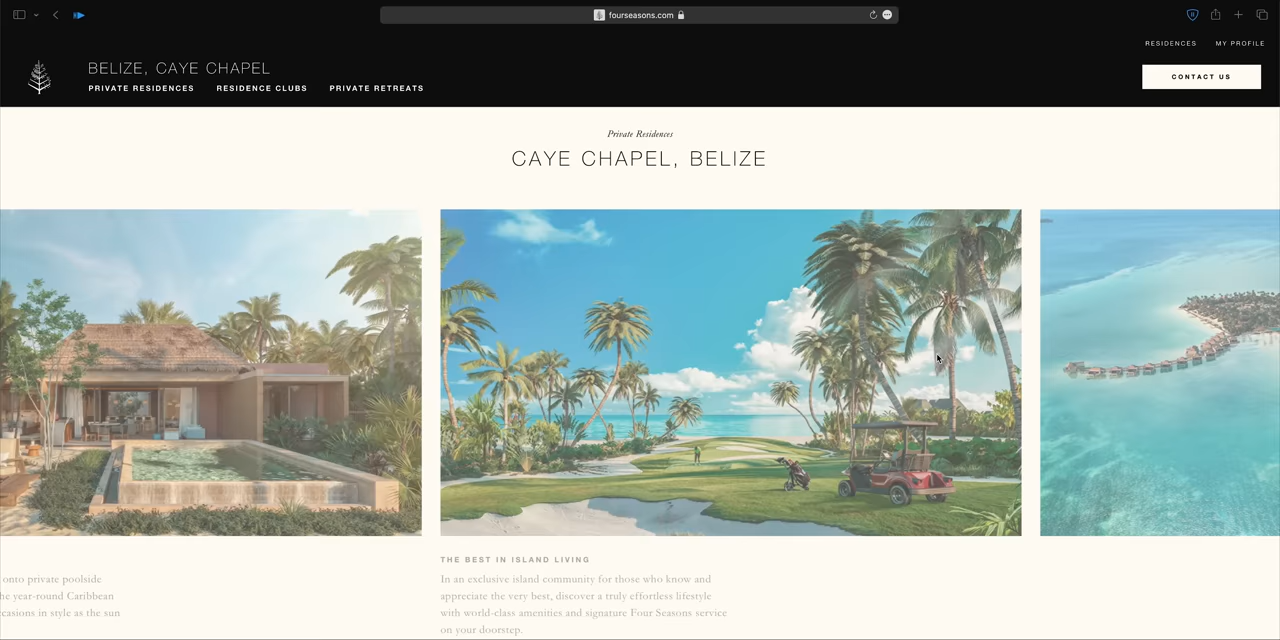 fourseasons.com
RESIDENCES MY PROFILE
BELIZE, CAYE CHAPEL
PRIVATE RESIDENCES RESIDENCE CLUBS PRIVATE RETREATS
CONTACT US
Private Residences
CAYE CHAPEL, BELIZE
onto private poolside
he year-round Caribbean
casions in style as the sun
THE BEST IN ISLAND LIVING
In an exclusive island community for those who know and
appreciate the very best, discover a truly effortless lifestyle
with world-class amenities and signature Four Seasons service
on your doorstep.